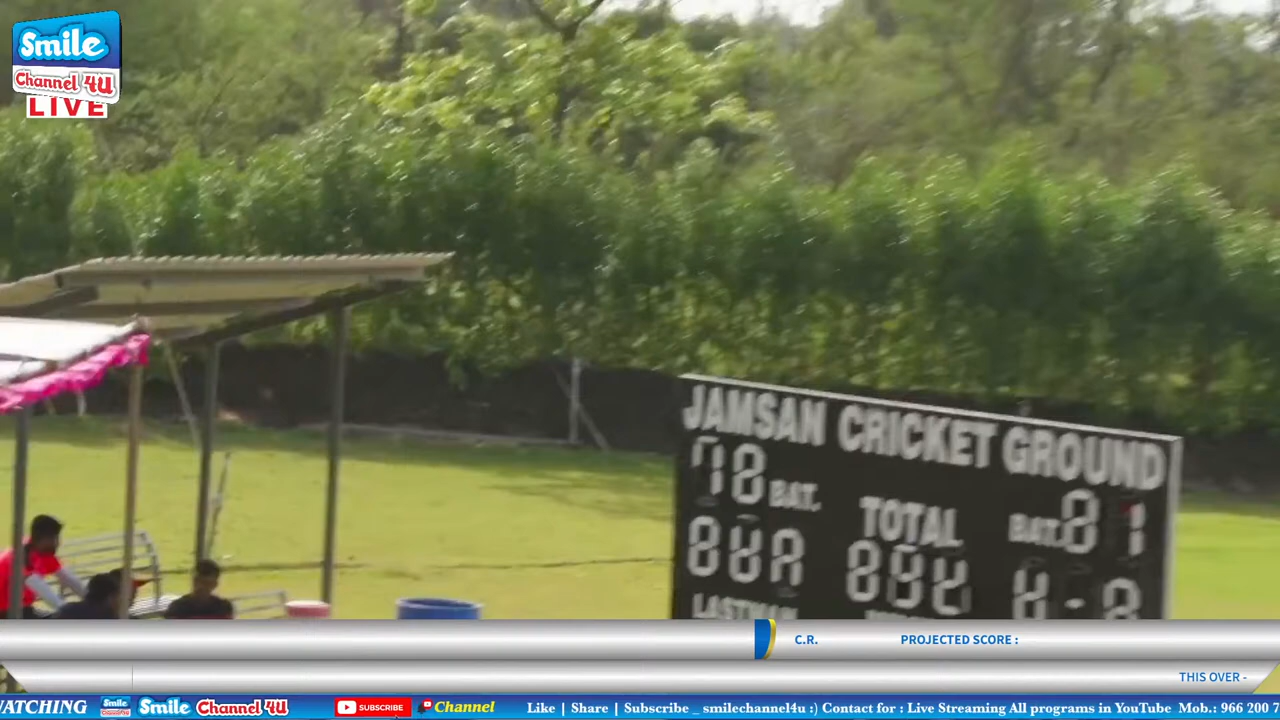 Smile
Channel 4U
LIVE
JAMSAN CRICKET GROUND
BAT.
TOTAL
BAT.
C.R.
PROJECTED SCORE :
THIS OVER -
WATCHING
Smile Channel 4U
SUBSCRIBE
Channel
Like | Share | Subscribe _ smilechannel4u :) Contact for : Live Streaming All programs in YouTube Mob.: 966 200 7